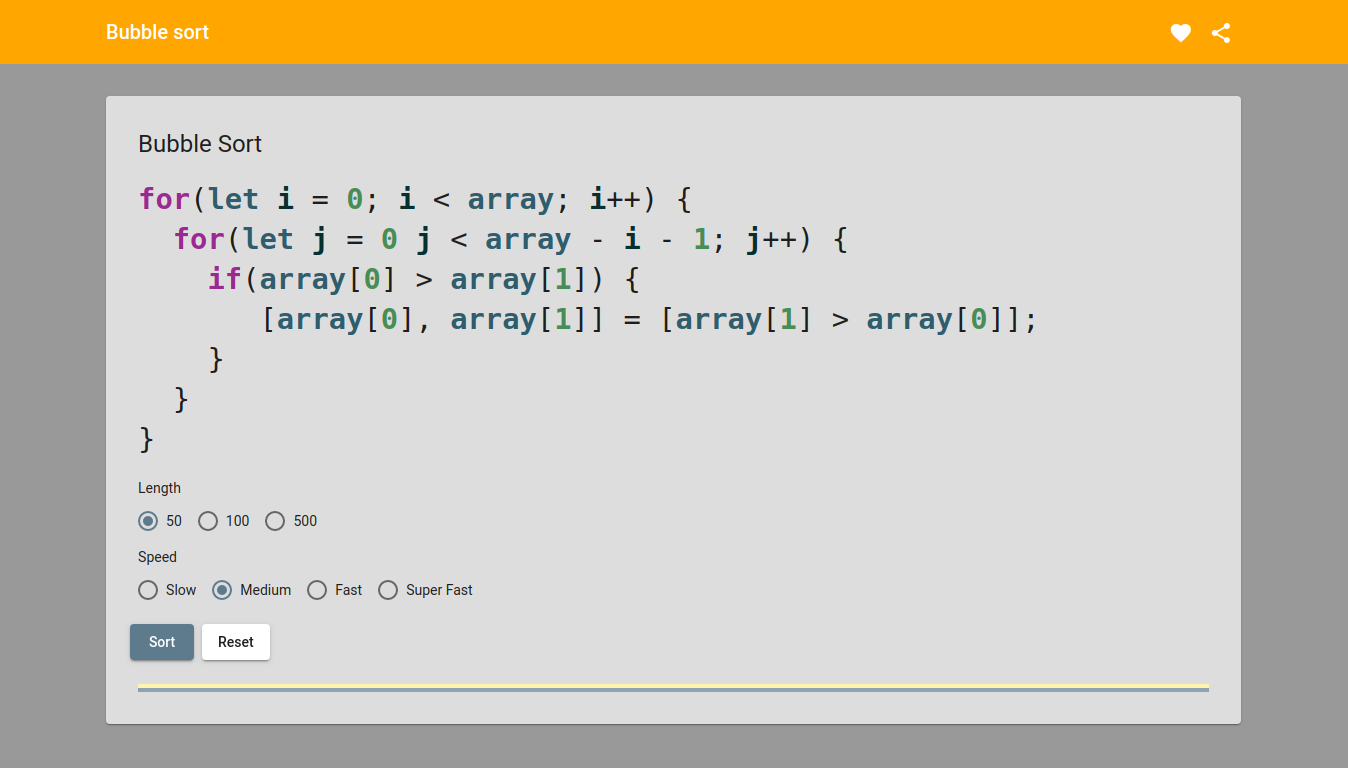 Bubble sort
Bubble Sort
for(let i = 0; i < array; i++) {
  for(let j = 0 j < array - i - 1; j++) {
    if(array[0] > array[1]) {
       [array[0], array[1]] = [array[1] > array[0]];
    }
  }
}
Length
50 100 500
Speed
Slow Medium Fast Super Fast
Sort Reset